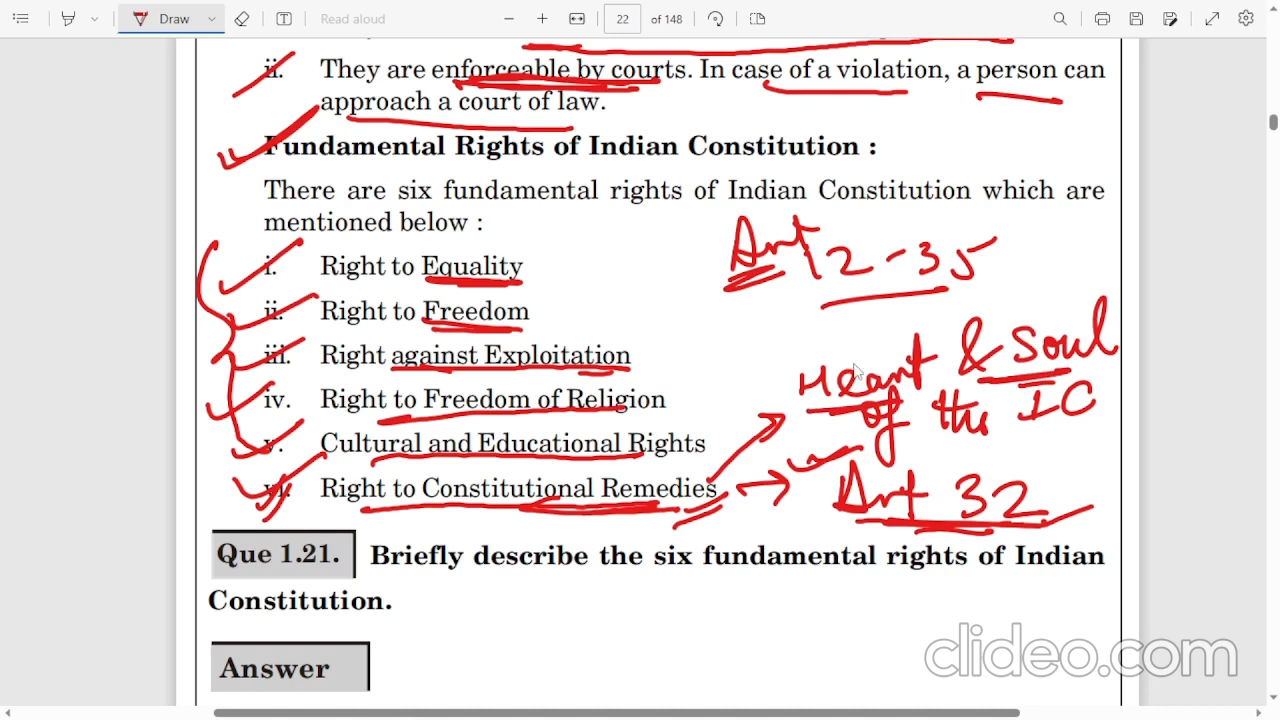 Draw
Read aloud
22 of 148
ii. They are enforceable by courts. In case of a violation, a person can
approach a court of law.
Fundamental Rights of Indian Constitution :
There are six fundamental rights of Indian Constitution which are
mentioned below :
Art 12-35
i. Right to Equality
ii. Right to Freedom
iii. Right against Exploitation
iv. Right to Freedom of Religion
v. Cultural and Educational Rights
vi. Right to Constitutional Remedies
Heart & Soul
of the IC
Art 32
Que 1.21. Briefly describe the six fundamental rights of Indian
Constitution.
Answer
clideo.com